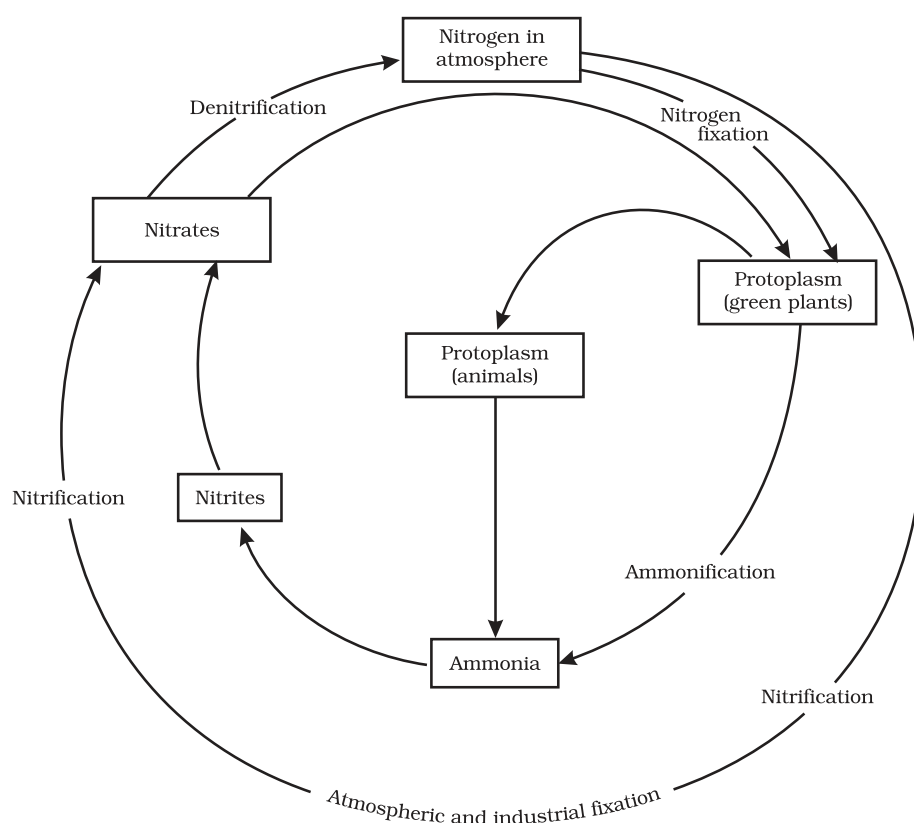 Nitrogen in
atmosphere
Denitrification
Nitrogen
fixation
Nitrates
Protoplasm
(green plants)
Protoplasm
(animals)
Nitrification
Nitrites
Ammonification
Ammonia
Nitrification
Atmospheric and industrial fixation